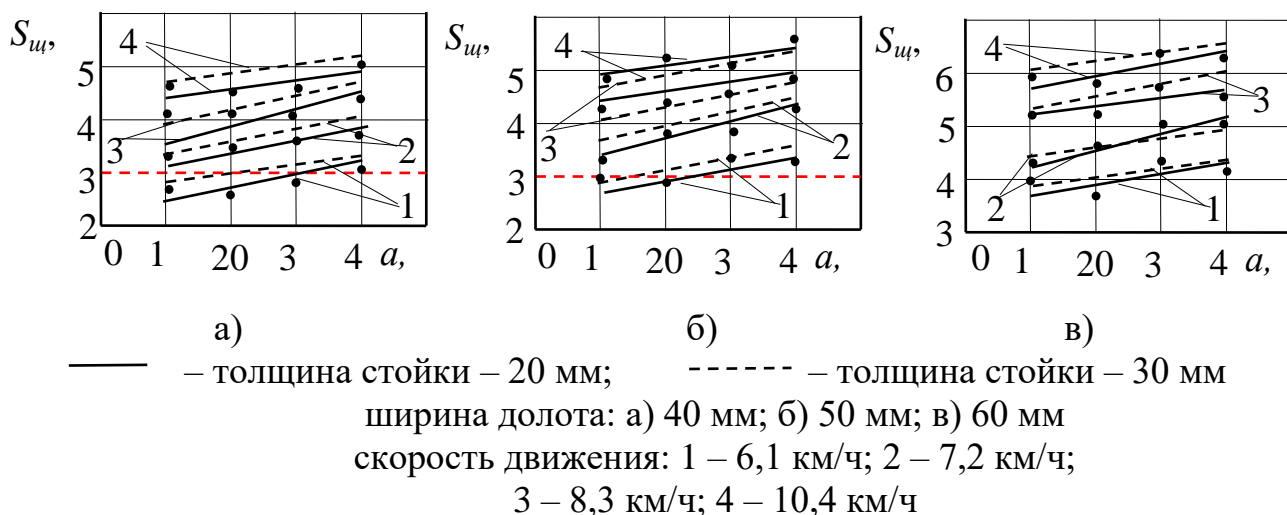 Sщ, Sщ, Sщ,
4 4 4
5 5 6
4 4 5
3 2 3 2 3
3 3 4
1 1 2 1
2 2 3
0 1 20 3 4 a, 0 1 20 3 4 a, 0 1 20 3 4 a,
а) б) в)
– толщина стойки – 20 мм; – толщина стойки – 30 мм
ширина долота: а) 40 мм; б) 50 мм; в) 60 мм
скорость движения: 1 – 6,1 км/ч; 2 – 7,2 км/ч;
3 – 8,3 км/ч; 4 – 10,4 км/ч